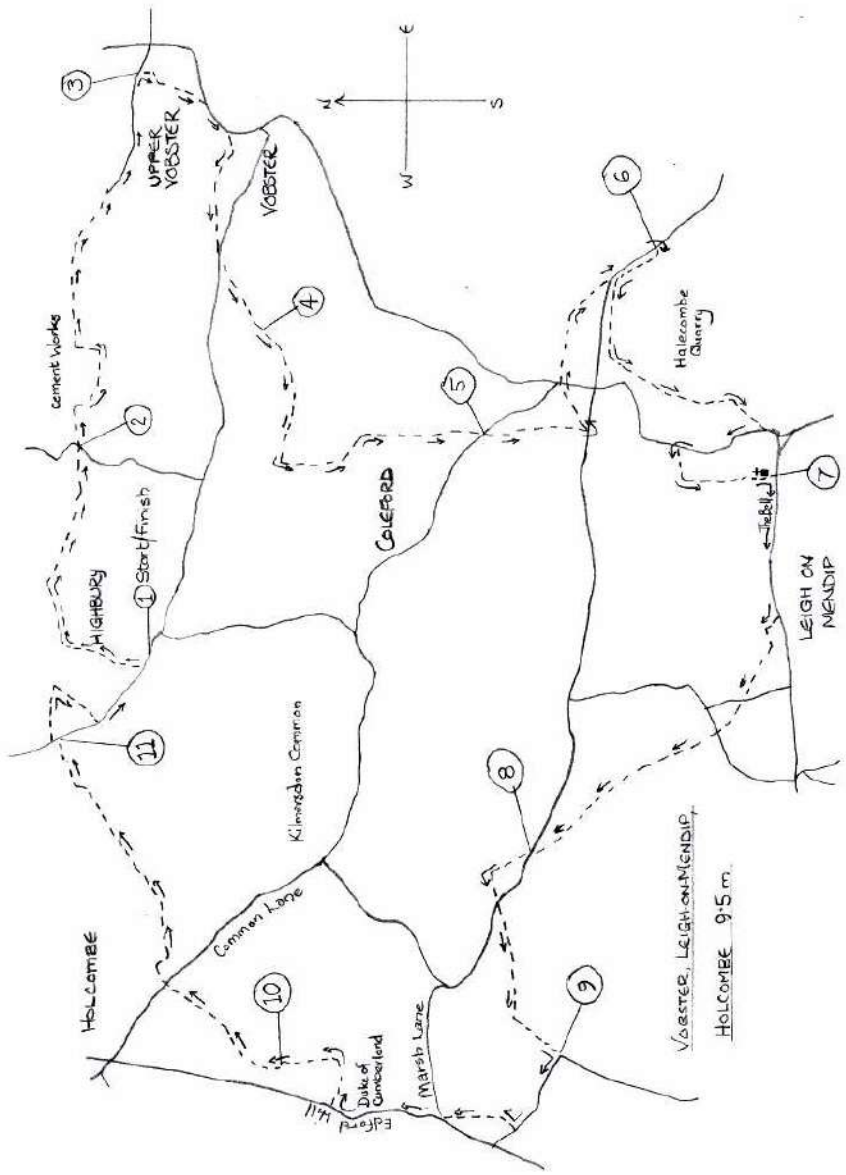 HOLCOMBE
11
HIGHBURY
1 Start/Finish
2
Cement Works
UPPER
VOBSTER
3
VOBSTER
4
N
E
S
W
Common Lane
Kilmersdon Common
COLEFORD
5
10
Edford
Hill
Duke of
Cumberland
Marsh Lane
8
9
6
Halecombe
Quarry
The Bell
7
LEIGH ON
MENDIP
VOBSTER, LEIGH-ON-MENDIP,
HOLCOMBE 9.5m.